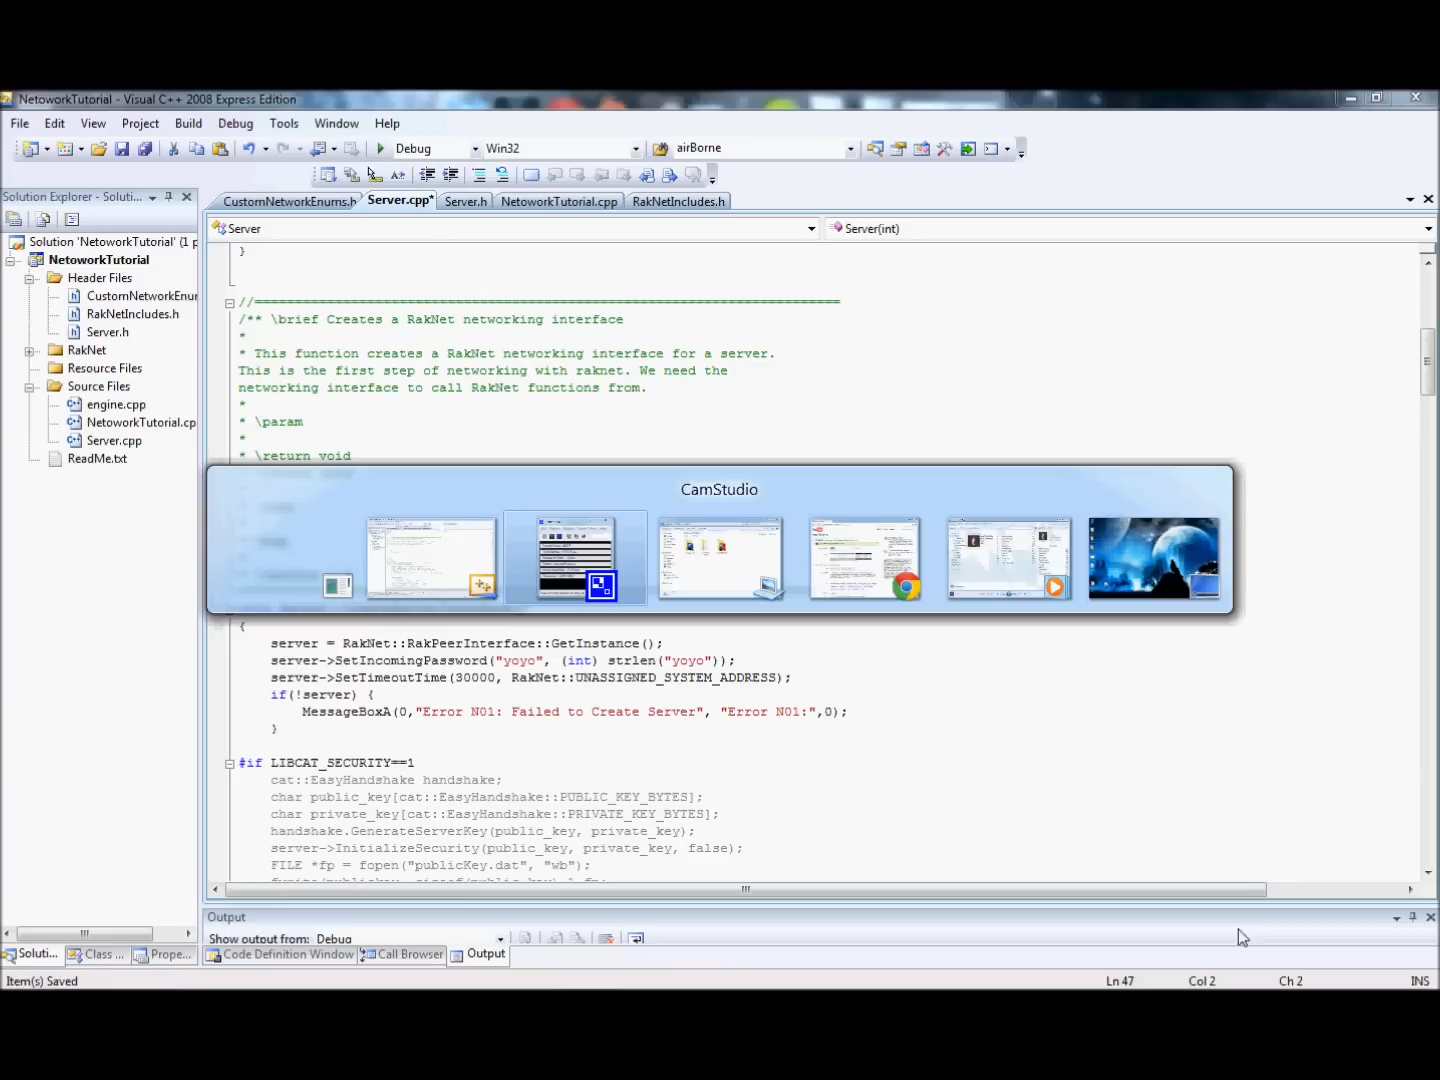 NetoworkTutorial - Visual C++ 2008 Express Edition
File Edit View Project Build Debug Tools Window Help
Debug Win32 airBorne
Solution Explorer - Soluti...
CustomNetworkEnums.h Server.cpp* Server.h NetoworkTutorial.cpp RakNetIncludes.h
Server Server(int)
Solution 'NetoworkTutorial' (1 p
NetoworkTutorial
Header Files
CustomNetworkEnur
RakNetIncludes.h
Server.h
RakNet
Resource Files
Source Files
engine.cpp
NetoworkTutorial.cp
Server.cpp
ReadMe.txt
}
//=========================================================================
/** \brief Creates a RakNet networking interface
*
* This function creates a RakNet networking interface for a server.
This is the first step of networking with raknet. We need the
networking interface to call RakNet functions from.
*
* \param
*
* \return void
CamStudio
{
server = RakNet::RakPeerInterface::GetInstance();
server->SetIncomingPassword("yoyo", (int) strlen("yoyo"));
server->SetTimeoutTime(30000, RakNet::UNASSIGNED_SYSTEM_ADDRESS);
if(!server) {
MessageBoxA(0,"Error N01: Failed to Create Server", "Error N01:",0);
}
#if LIBCAT_SECURITY==1
cat::EasyHandshake handshake;
char public_key[cat::EasyHandshake::PUBLIC_KEY_BYTES];
char private_key[cat::EasyHandshake::PRIVATE_KEY_BYTES];
handshake.GenerateServerKey(public_key, private_key);
server->InitializeSecurity(public_key, private_key, false);
FILE *fp = fopen("publicKey.dat", "wb");
Output
Show output from: Debug
Soluti... Class ... Prope... Code Definition Window Call Browser Output
Item(s) Saved Ln 47 Col 2 Ch 2 INS